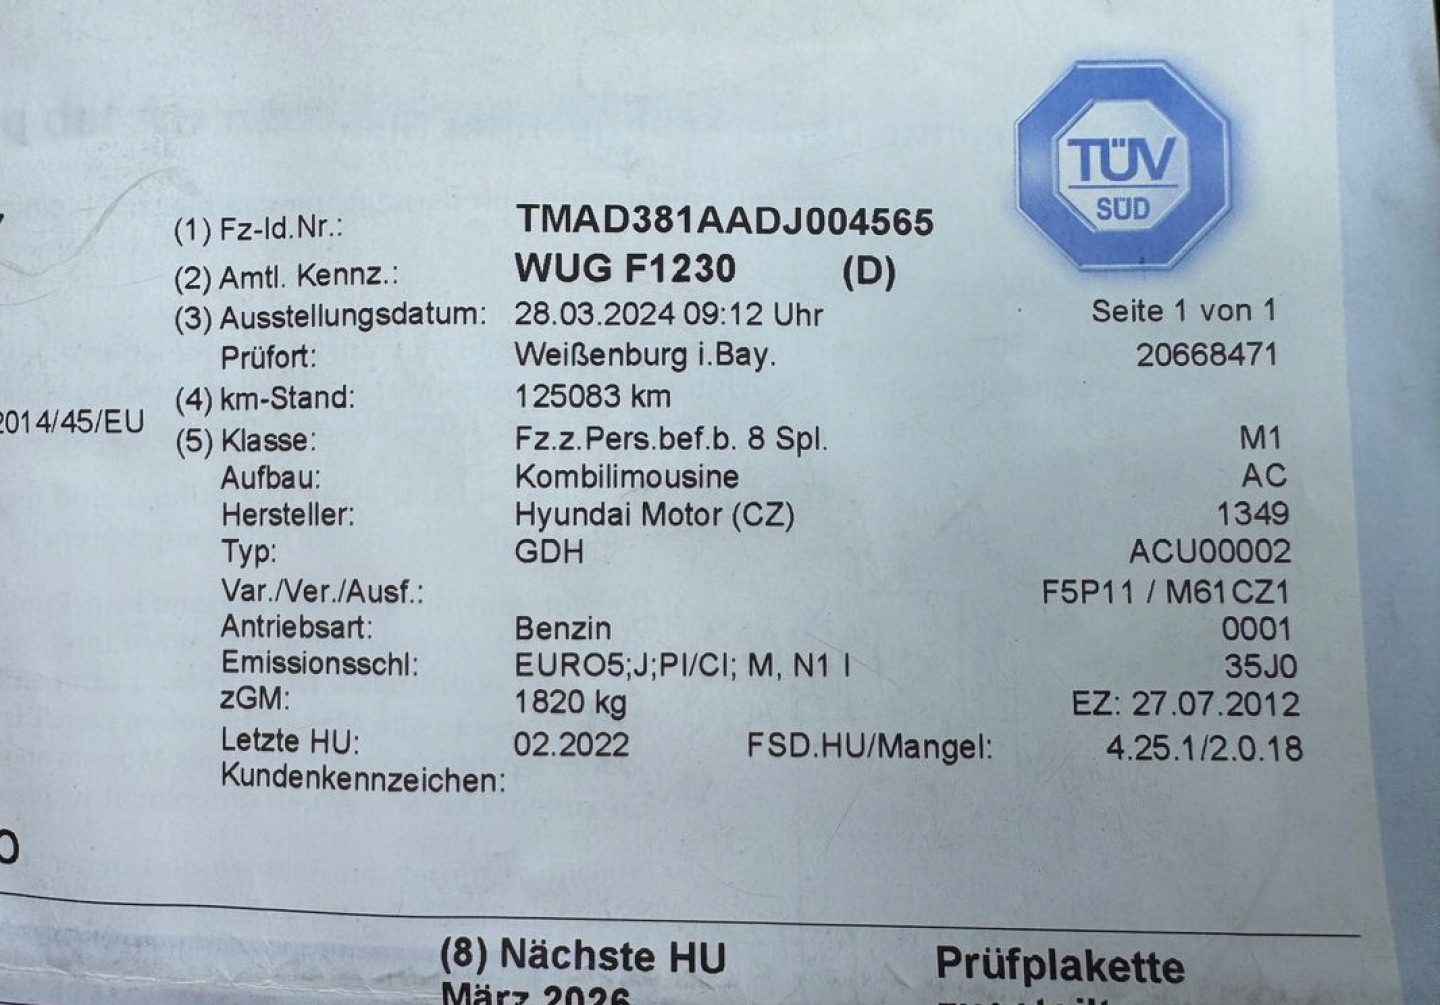 TÜV
SÜD
(1) Fz-Id.Nr.: TMAD381AADJ004565
(2) Amtl. Kennz.: WUG F1230 (D)
(3) Ausstellungsdatum: 28.03.2024 09:12 Uhr Seite 1 von 1
Prüfort: Weißenburg i.Bay. 20668471
(4) km-Stand: 125083 km
2014/45/EU
(5) Klasse: Fz.z.Pers.bef.b. 8 Spl. M1
Aufbau: Kombilimousine AC
Hersteller: Hyundai Motor (CZ) 1349
Typ: GDH ACU00002
Var./Ver./Ausf.: F5P11 / M61CZ1
Antriebsart: Benzin 0001
Emissionsschl: EURO5;J;PI/CI; M, N1 I 35J0
zGM: 1820 kg EZ: 27.07.2012
Letzte HU: 02.2022 FSD.HU/Mangel: 4.25.1/2.0.18
Kundenkennzeichen:
(8) Nächste HU Prüfplakette
März 2026